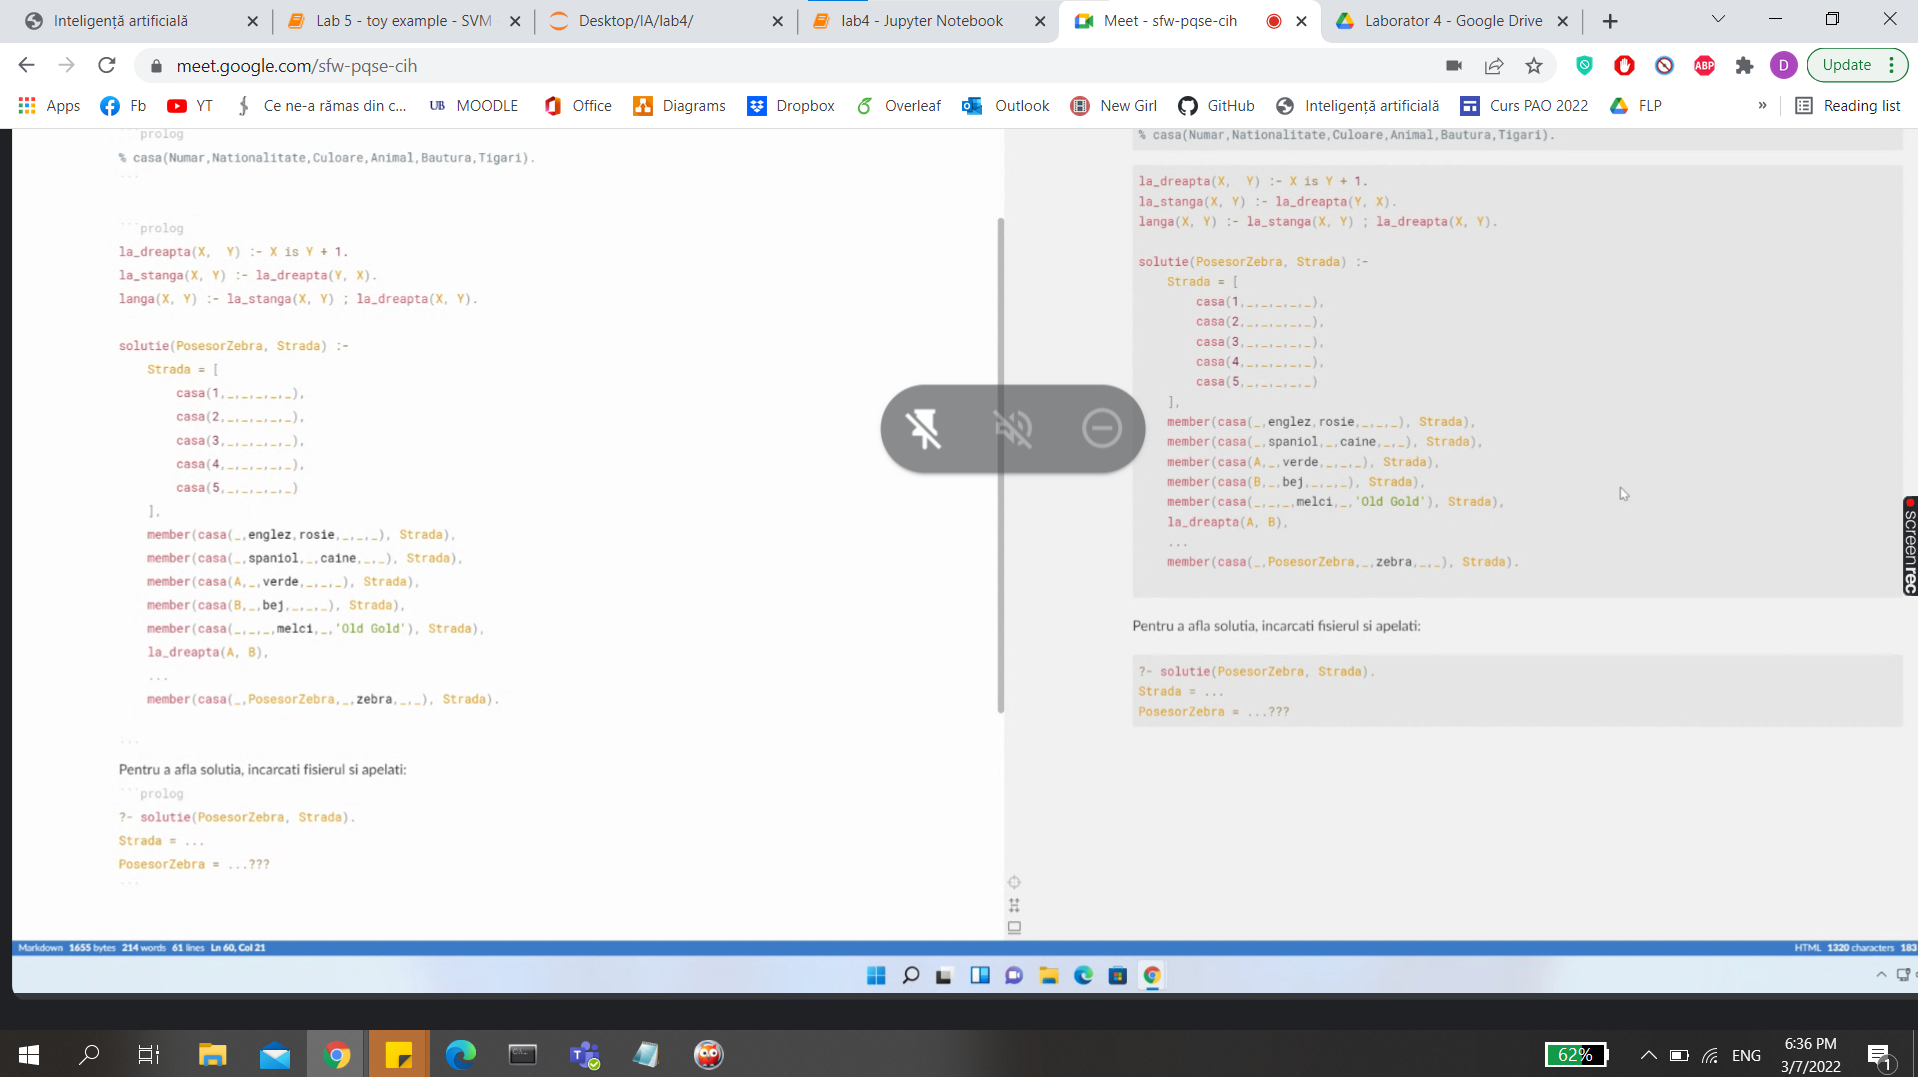 Inteligență artificială
Lab 5 - toy example - SVM
Desktop/IA/lab4/
lab4 - Jupyter Notebook
Meet - sfw-pqse-cih
Laborator 4 - Google Drive
meet.google.com/sfw-pqse-cih
ABP
D
Update
Apps
Fb
YT
Ce ne-a rămas din c...
UB MOODLE
Office
Diagrams
Dropbox
Overleaf
Outlook
New Girl
GitHub
Inteligență artificială
Curs PAO 2022
FLP
»
Reading list
```prolog
% casa(Numar,Nationalitate,Culoare,Animal,Bautura,Tigari).
```
```prolog
la_dreapta(X,  Y) :- X is Y + 1.
la_stanga(X, Y) :- la_dreapta(Y, X).
langa(X, Y) :- la_stanga(X, Y) ; la_dreapta(X, Y).
solutie(PosesorZebra, Strada) :-
Strada = [
casa(1,_,_,_,_,_),
casa(2,_,_,_,_,_),
casa(3,_,_,_,_,_),
casa(4,_,_,_,_,_),
casa(5,_,_,_,_,_)
],
member(casa(_,englez,rosie,_,_,_), Strada),
member(casa(_,spaniol,_,caine,_,_), Strada),
member(casa(A,_,verde,_,_,_), Strada),
member(casa(B,_,bej,_,_,_), Strada),
member(casa(_,_,_,melci,_,'Old Gold'), Strada),
la_dreapta(A, B),
...
member(casa(_,PosesorZebra,_,zebra,_,_), Strada).
```
Pentru a afla solutia, incarcati fisierul si apelati:
```prolog
?- solutie(PosesorZebra, Strada).
Strada = ...
PosesorZebra = ...???
```
% casa(Numar,Nationalitate,Culoare,Animal,Bautura,Tigari).
la_dreapta(X,  Y) :- X is Y + 1.
la_stanga(X, Y) :- la_dreapta(Y, X).
langa(X, Y) :- la_stanga(X, Y) ; la_dreapta(X, Y).
solutie(PosesorZebra, Strada) :-
Strada = [
casa(1,_,_,_,_,_),
casa(2,_,_,_,_,_),
casa(3,_,_,_,_,_),
casa(4,_,_,_,_,_),
casa(5,_,_,_,_,_)
],
member(casa(_,englez,rosie,_,_,_), Strada),
member(casa(_,spaniol,_,caine,_,_), Strada),
member(casa(A,_,verde,_,_,_), Strada),
member(casa(B,_,bej,_,_,_), Strada),
member(casa(_,_,_,melci,_,'Old Gold'), Strada),
la_dreapta(A, B),
...
member(casa(_,PosesorZebra,_,zebra,_,_), Strada).
Pentru a afla solutia, incarcati fisierul si apelati:
?- solutie(PosesorZebra, Strada).
Strada = ...
PosesorZebra = ...???
screenrec
Markdown 1655 bytes 214 words 61 lines Ln 60, Col 21
HTML 1320 characters 183
62%
ENG
6:36 PM
3/7/2022
1